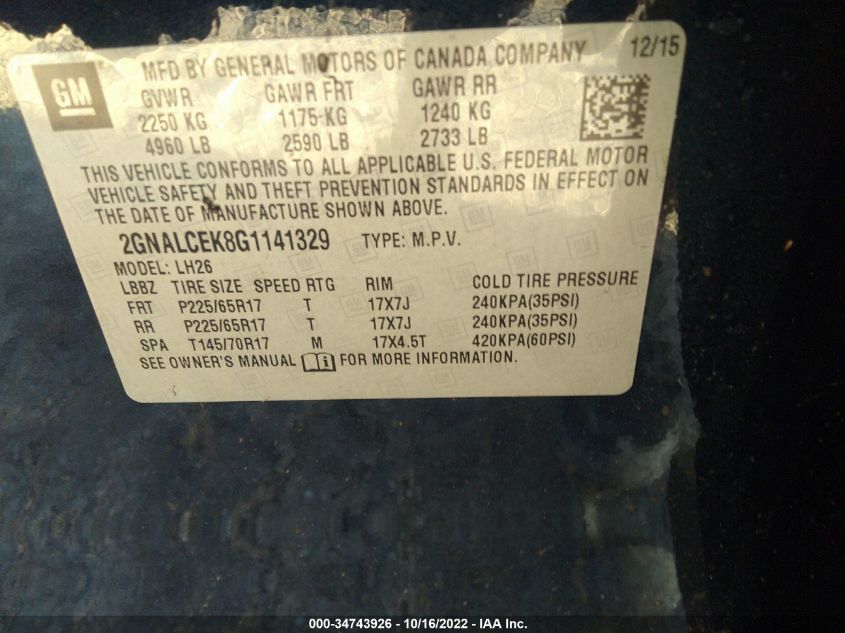 GM
MFD BY GENERAL MOTORS OF CANADA COMPANY 12/15
GVWR GAWR FRT GAWR RR
2250 KG 1175 KG 1240 KG
4960 LB 2590 LB 2733 LB
THIS VEHICLE CONFORMS TO ALL APPLICABLE U.S. FEDERAL MOTOR
VEHICLE SAFETY AND THEFT PREVENTION STANDARDS IN EFFECT ON
THE DATE OF MANUFACTURE SHOWN ABOVE.
2GNALCEK8G1141329 TYPE: M.P.V.
MODEL: LH26
LBBZ TIRE SIZE SPEED RTG RIM COLD TIRE PRESSURE
FRT P225/65R17 T 17X7J 240KPA(35PSI)
RR P225/65R17 T 17X7J 240KPA(35PSI)
SPA T145/70R17 M 17X4.5T 420KPA(60PSI)
SEE OWNER'S MANUAL FOR MORE INFORMATION.
000-34743926 - 10/16/2022 - IAA Inc.